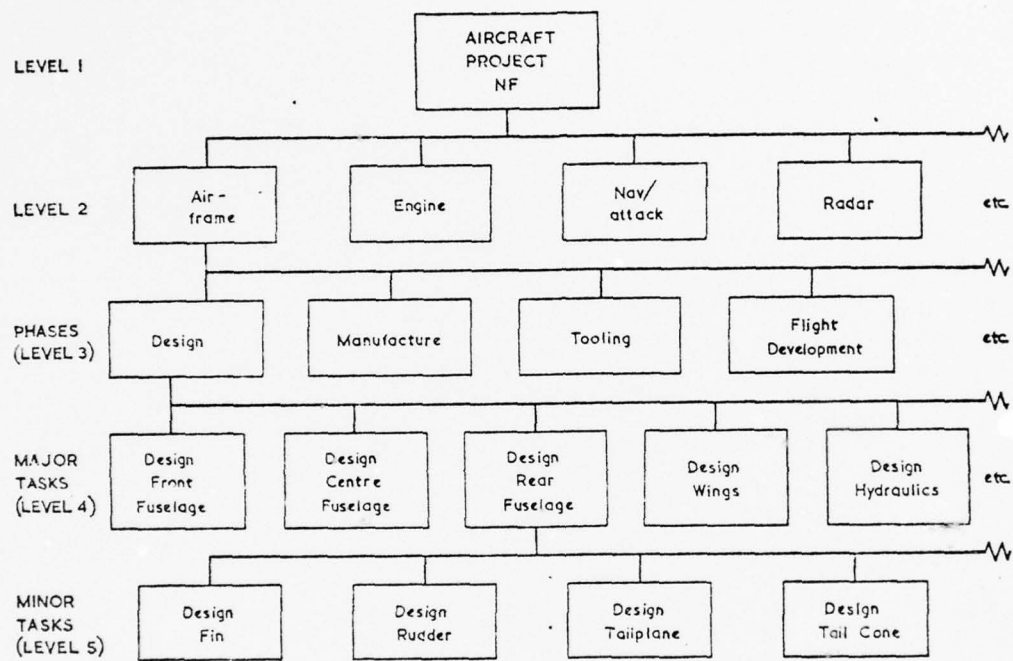 LEVEL 1
AIRCRAFT
PROJECT
NF
LEVEL 2
Air-
frame
Engine
Nav/
attack
Radar
etc
PHASES
(LEVEL 3)
Design
Manufacture
Tooling
Flight
Development
etc
MAJOR
TASKS
(LEVEL 4)
Design
Front
Fuselage
Design
Centre
Fuselage
Design
Rear
Fuselage
Design
Wings
Design
Hydraulics
etc
MINOR
TASKS
(LEVEL 5)
Design
Fin
Design
Rudder
Design
Tailplane
Design
Tail Cone